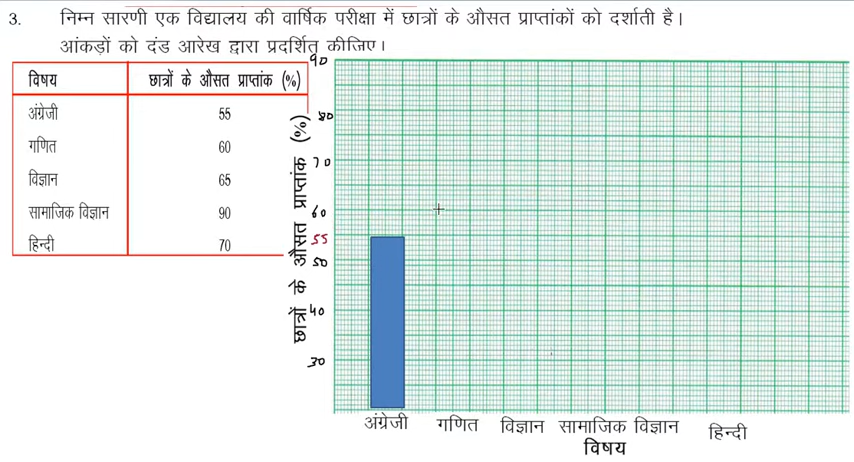 3. निम्न सारणी एक विद्यालय की वार्षिक परीक्षा में छात्रों के औसत प्राप्तांकों को दर्शाती है।
आंकड़ों को दंड आरेख द्वारा प्रदर्शित कीजिए।
विषय छात्रों के औसत प्राप्तांक (%)
अंग्रेजी 55
गणित 60
विज्ञान 65
सामाजिक विज्ञान 90
हिन्दी 70
छात्रों के औसत प्राप्तांक (%)
90
80
70
60
55
50
40
30
अंग्रेजी गणित विज्ञान सामाजिक विज्ञान हिन्दी
विषय